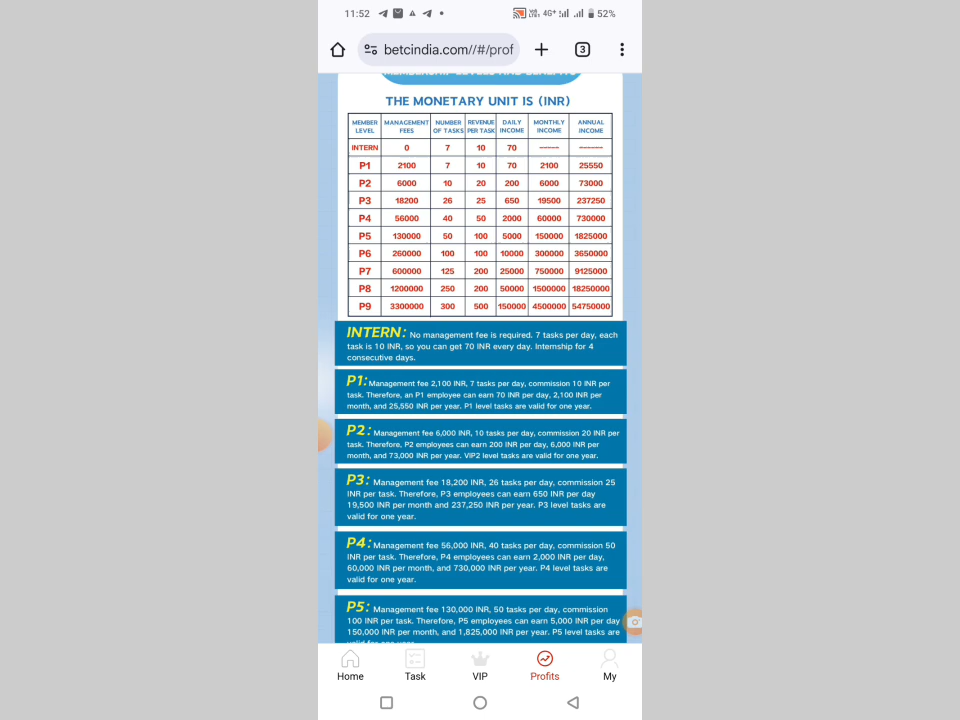 11:52 4G+ 52%
betcindia.com//#/prof
3
THE MONETARY UNIT IS (INR)
MEMBER LEVEL MANAGEMENT FEES NUMBER OF TASKS REVENUE PER TASK DAILY INCOME MONTHLY INCOME ANNUAL INCOME
INTERN 0 7 10 70 ----- ------
P1 2100 7 10 70 2100 25550
P2 6000 10 20 200 6000 73000
P3 18200 26 25 650 19500 237250
P4 56000 40 50 2000 60000 730000
P5 130000 50 100 5000 150000 1825000
P6 260000 100 100 10000 300000 3650000
P7 600000 125 200 25000 750000 9125000
P8 1200000 250 200 50000 1500000 18250000
P9 3300000 300 500 150000 4500000 54750000
INTERN: No management fee is required. 7 tasks per day, each
task is 10 INR, so you can get 70 INR every day. Internship for 4
consecutive days.
P1: Management fee 2,100 INR, 7 tasks per day, commission 10 INR per
task. Therefore, an P1 employee can earn 70 INR per day, 2,100 INR per
month, and 25,550 INR per year. P1 level tasks are valid for one year.
P2: Management fee 6,000 INR, 10 tasks per day, commission 20 INR per
task. Therefore, P2 employees can earn 200 INR per day, 6,000 INR per
month, and 73,000 INR per year. VIP2 level tasks are valid for one year.
P3: Management fee 18,200 INR, 26 tasks per day, commission 25
INR per task. Therefore, P3 employees can earn 650 INR per day
19,500 INR per month and 237,250 INR per year. P3 level tasks are
valid for one year.
P4: Management fee 56,000 INR, 40 tasks per day, commission 50
INR per task. Therefore, P4 employees can earn 2,000 INR per day,
60,000 INR per month, and 730,000 INR per year. P4 level tasks are
valid for one year.
P5: Management fee 130,000 INR, 50 tasks per day, commission
100 INR per task. Therefore, P5 employees can earn 5,000 INR per day
150,000 INR per month, and 1,825,000 INR per year. P5 level tasks are
Home Task VIP Profits My